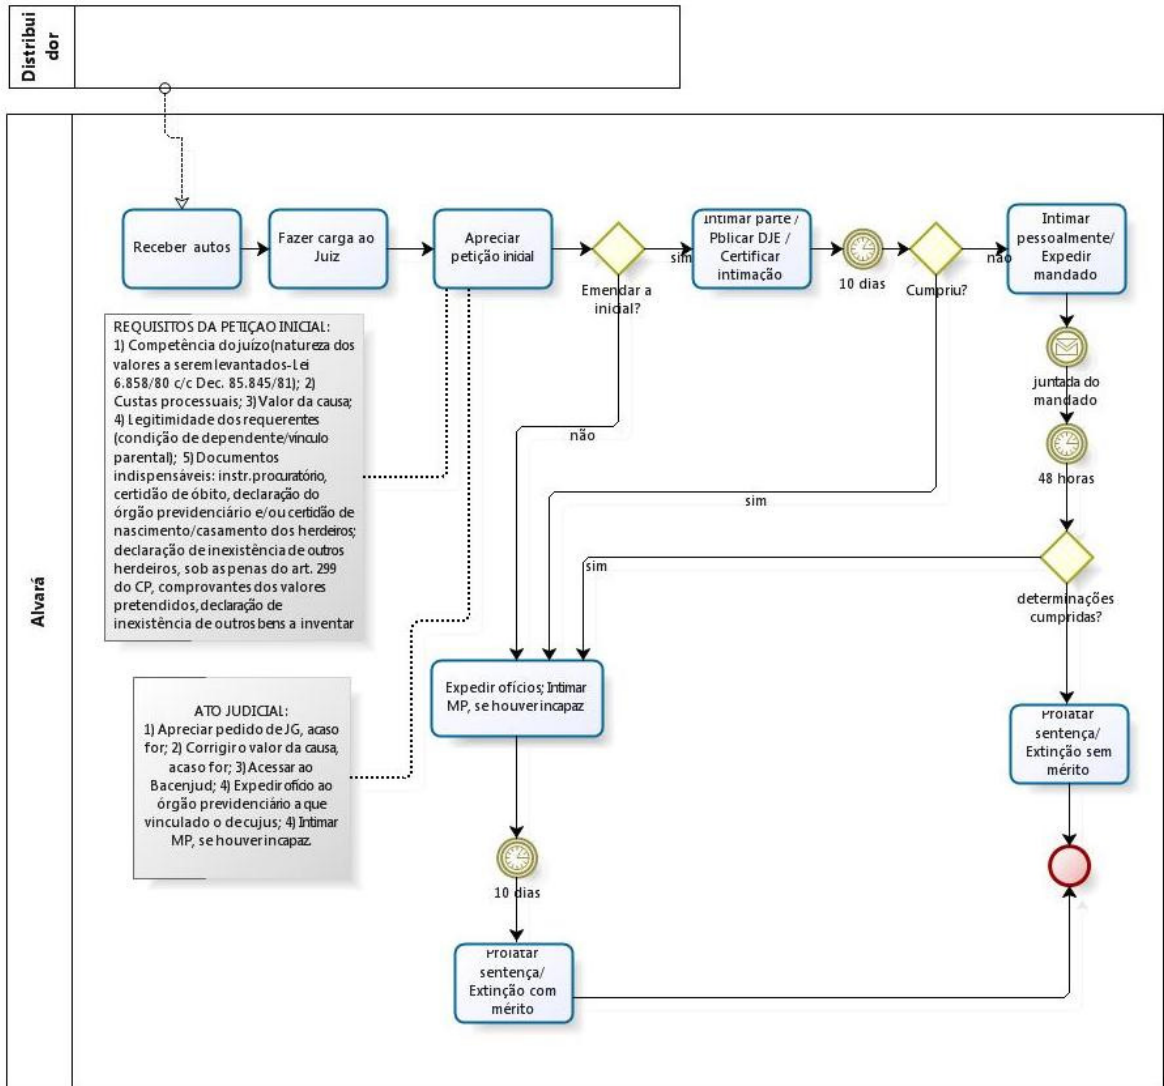 Distribui
dor
Alvará
Receber autos
Fazer carga ao
Juiz
Apreciar
petição inicial
Emendar a
inicial?
sim
Intimar parte /
Pblicar DJE /
Certificar
intimação
10 dias
Cumpriu?
não
Intimar
pessoalmente/
Expedir
mandado
juntada do
mandado
48 horas
determinações
cumpridas?
não
sim
sim
REQUISITOS DA PETIÇAO INICIAL:
1) Competência do juízo(natureza dos
valores a serem levantados-Lei
6.858/80 c/c Dec. 85.845/81); 2)
Custas processuais; 3) Valor da causa;
4) Legitimidade dos requerentes
(condição de dependente/vínculo
parental); 5) Documentos
indispensáveis: instr.procuratório,
certidão de óbito, declaração do
órgão previdenciário e/ou certidão de
nascimento/casamento dos herdeiros;
declaração de inexistência de outros
herdeiros, sob as penas do art. 299
do CP, comprovantes dos valores
pretendidos, declaração de
inexistência de outros bens a inventar
ATO JUDICIAL:
1) Apreciar pedido de JG, acaso
for; 2) Corrigir o valor da causa,
acaso for; 3) Acessar ao
Bacenjud; 4) Expedir ofício ao
órgão previdenciário a que
vinculado o decujus; 4) Intimar
MP, se houver incapaz.
Expedir ofícios; Intimar
MP, se houver incapaz
10 dias
Prolatar
sentença/
Extinção com
mérito
Prolatar
sentença/
Extinção sem
mérito